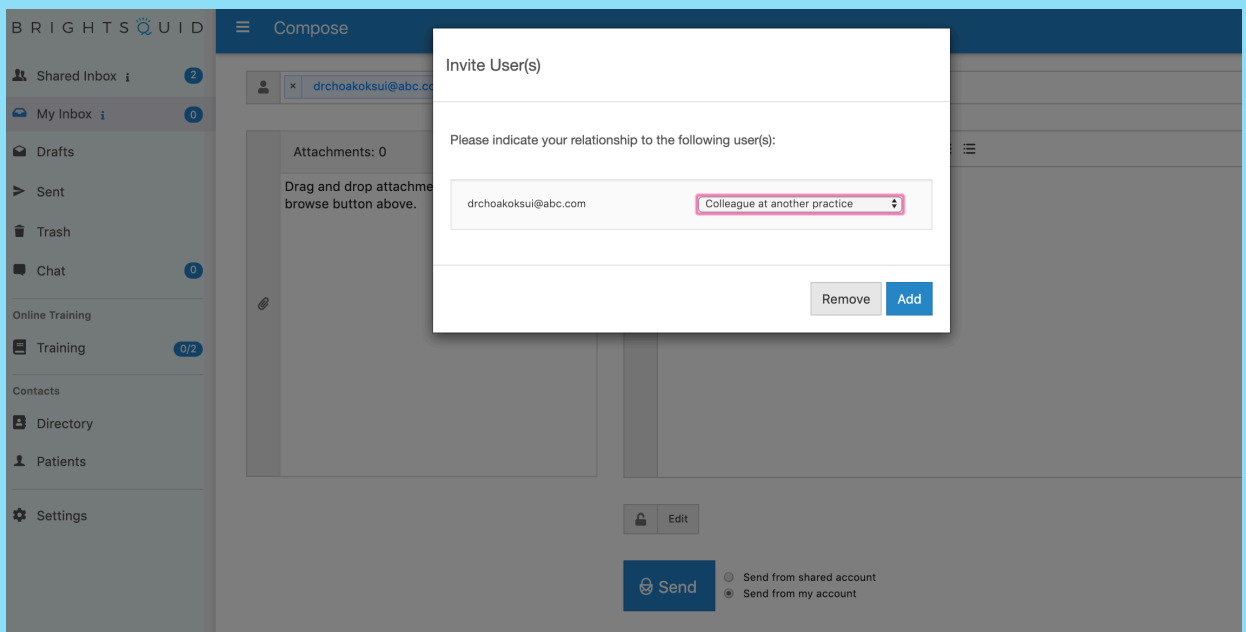 BRIGHTSQUID
Shared Inbox i 2
My Inbox i 0
Drafts
Sent
Trash
Chat 0
Online Training
Training 0/2
Contacts
Directory
Patients
Settings
Compose
× drchoakoksui@abc.co
Attachments: 0
Drag and drop attachme
browse button above.
Invite User(s)
Please indicate your relationship to the following user(s):
drchoakoksui@abc.com Colleague at another practice
Remove Add
Edit
Send
Send from shared account
Send from my account